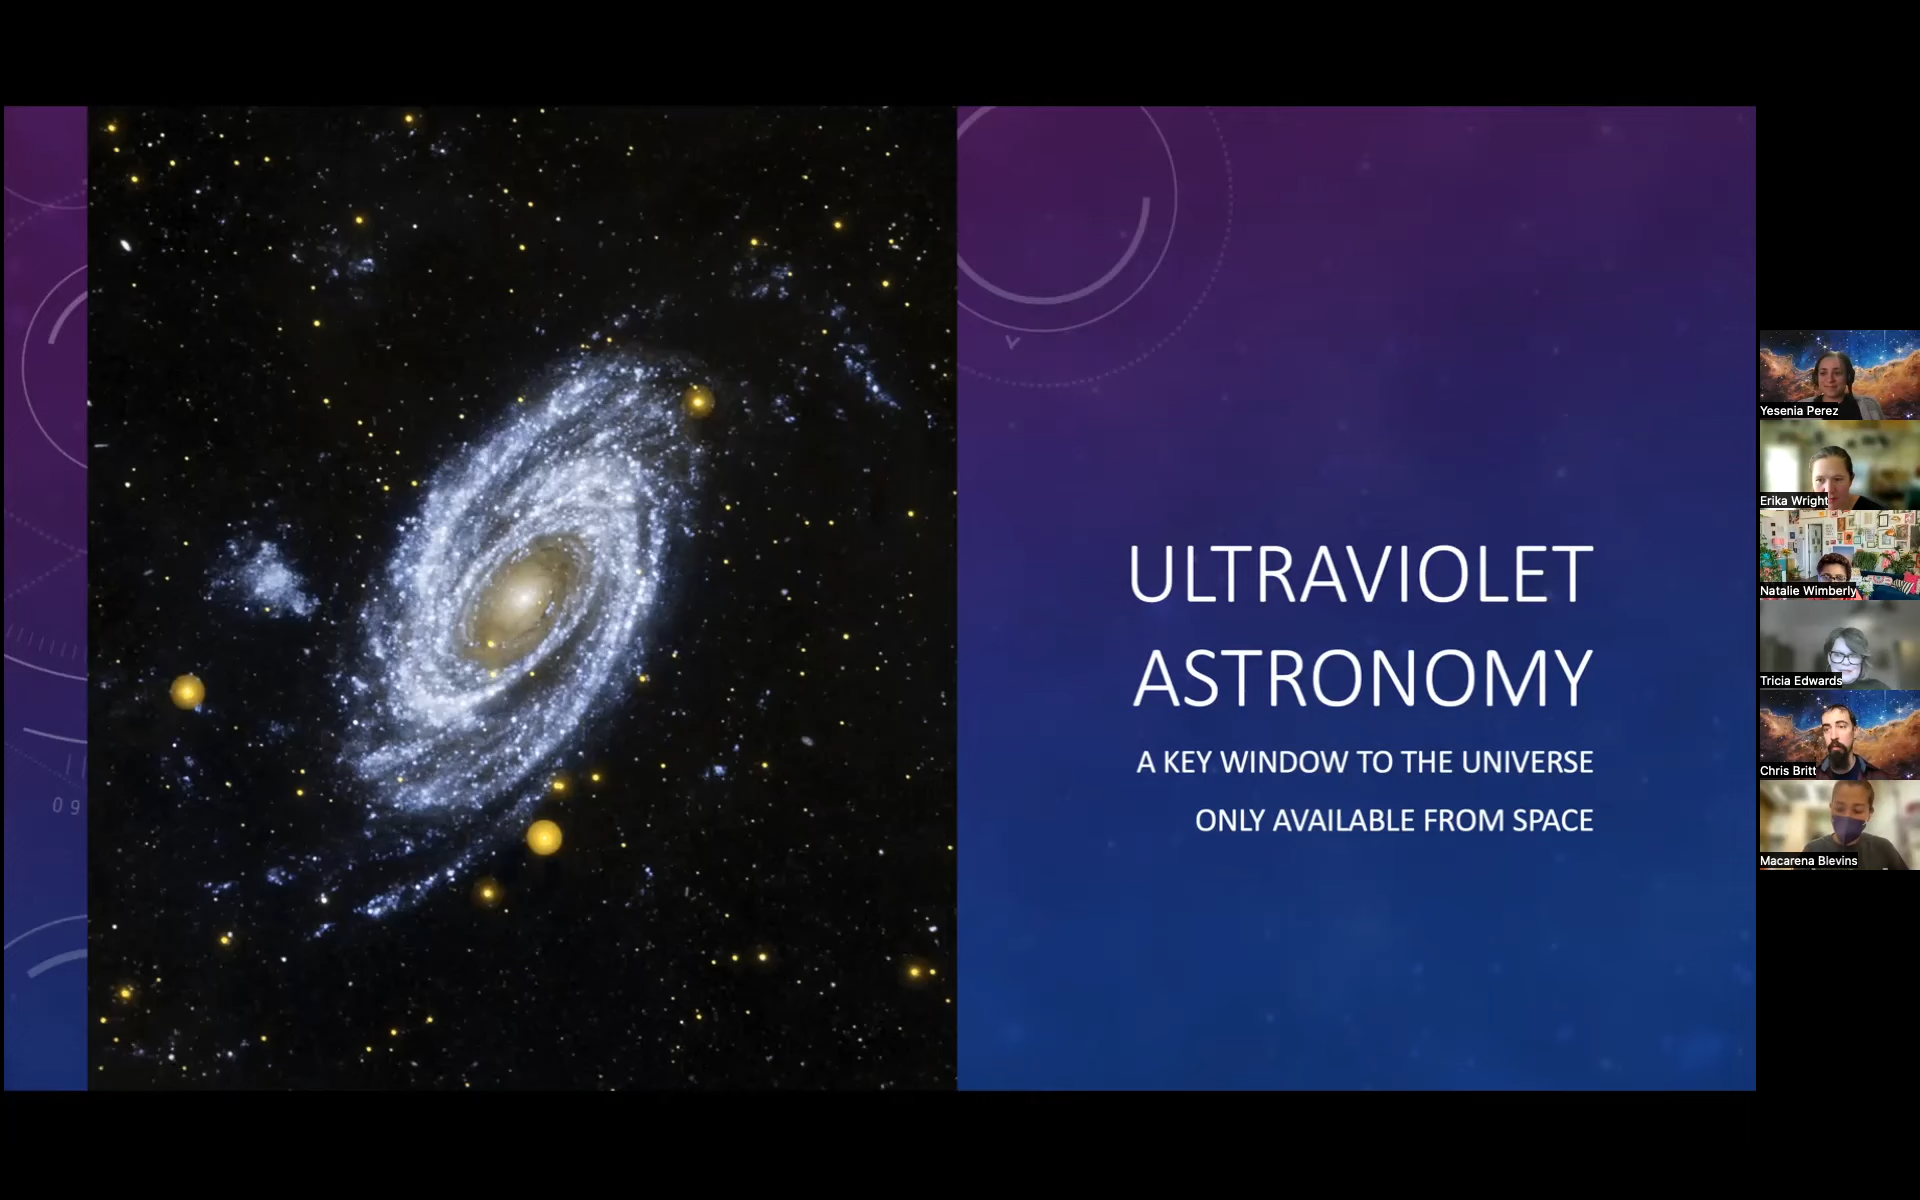 09
ULTRAVIOLET
ASTRONOMY
A KEY WINDOW TO THE UNIVERSE
ONLY AVAILABLE FROM SPACE
Yesenia Perez
Erika Wright
Natalie Wimberly
Tricia Edwards
Chris Britt
Macarena Blevins